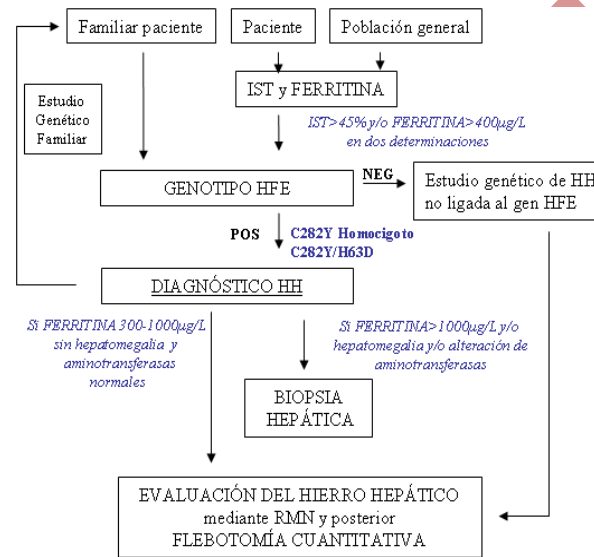 Familiar paciente
Paciente
Población general
Estudio
Genético
Familiar
IST y FERRITINA
IST>45% y/o FERRITINA>400µg/L
en dos determinaciones
GENOTIPO HFE
NEG
Estudio genético de HH
no ligada al gen HFE
POS
C282Y Homocigoto
C282Y/H63D
DIAGNÓSTICO HH
Si FERRITINA 300-1000µg/L
sin hepatomegalia y
aminotransferasas
normales
Si FERRITINA>1000µg/L y/o
hepatomegalia y/o alteración de
aminotransferasas
BIOPSIA
HEPÁTICA
EVALUACIÓN DEL HIERRO HEPÁTICO
mediante RMN y posterior
FLEBOTOMÍA CUANTITATIVA